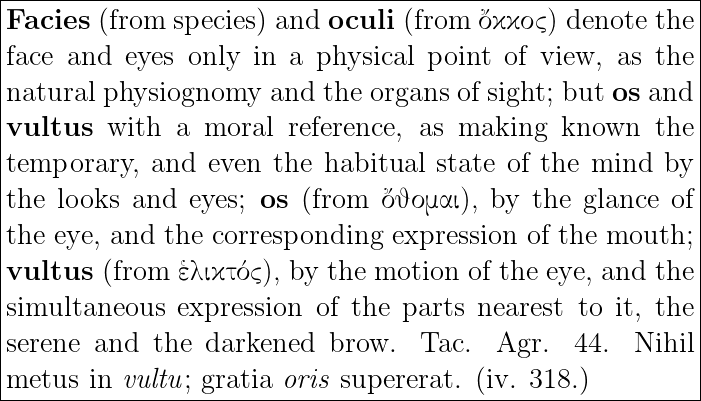 Facies (from species) and oculi (from ὄκκος) denote the
face and eyes only in a physical point of view, as the
natural physiognomy and the organs of sight; but os and
vultus with a moral reference, as making known the
temporary, and even the habitual state of the mind by
the looks and eyes; os (from ὄθομαι), by the glance of
the eye, and the corresponding expression of the mouth;
vultus (from ἑλικτός), by the motion of the eye, and the
simultaneous expression of the parts nearest to it, the
serene and the darkened brow. Tac. Agr. 44. Nihil
metus in vultu; gratia oris supererat. (iv. 318.)